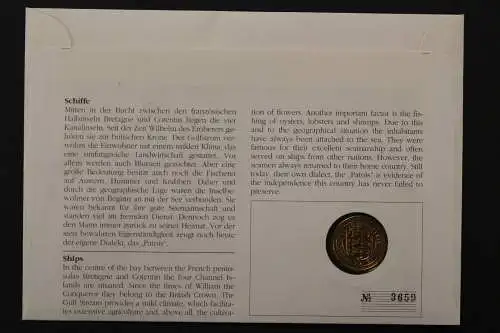 Schiffe
Mitten in der Bucht zwischen den französischen
Halbinseln Bretagne und Cotentin liegen die vier
Kanalinseln. Seit der Zeit Wilhelm des Eroberers ge-
hören sie zur britischen Krone. Der Golfstrom ver-
wöhnt die Einwohner mit einem milden Klima, das
eine umfangreiche Landwirtschaft gestattet. Vor
allem werden auch Blumen gezüchtet. Aber eine
große Bedeutung besitzt auch noch die Fischerei
auf Austern, Hummer und Krabben. Daher und
durch die geographische Lage waren die Inselbe-
wohner von Beginn an mit der See verbunden. Sie
waren bekannt für ihre gute Seemannschaft und
standen viel im fremden Dienst. Dennoch zog es
den Mann immer zurück zu seiner Heimat. Vor der
stets bewahrten Eigenständigkeit zeugt noch heute
der eigene Dialekt, das „Patois“.
Ships
In the centre of the bay between the French penin-
sulas Bretagne and Cotentin the four Channel Is-
lands are situated. Since the times of William the
Conqueror they belong to the British Crown. The
Gulf Stream provides a mild climate, which facilita-
tes extensive agriculture and, above all, the cultiva-
tion of flowers. Another important factor is the fis-
hing of oysters, lobsters and shrimps. Due to this
and to the geographical situation the inhabitants
have always been attached to the sea. They were
famous for their excellent seamanship and often
served on ships from other nations. However, the
seamen always returned to their home country. Still
today, their own dialect, the „Patois“ is evidence of
the independence this country has never failed to
preserve.
№ 3659